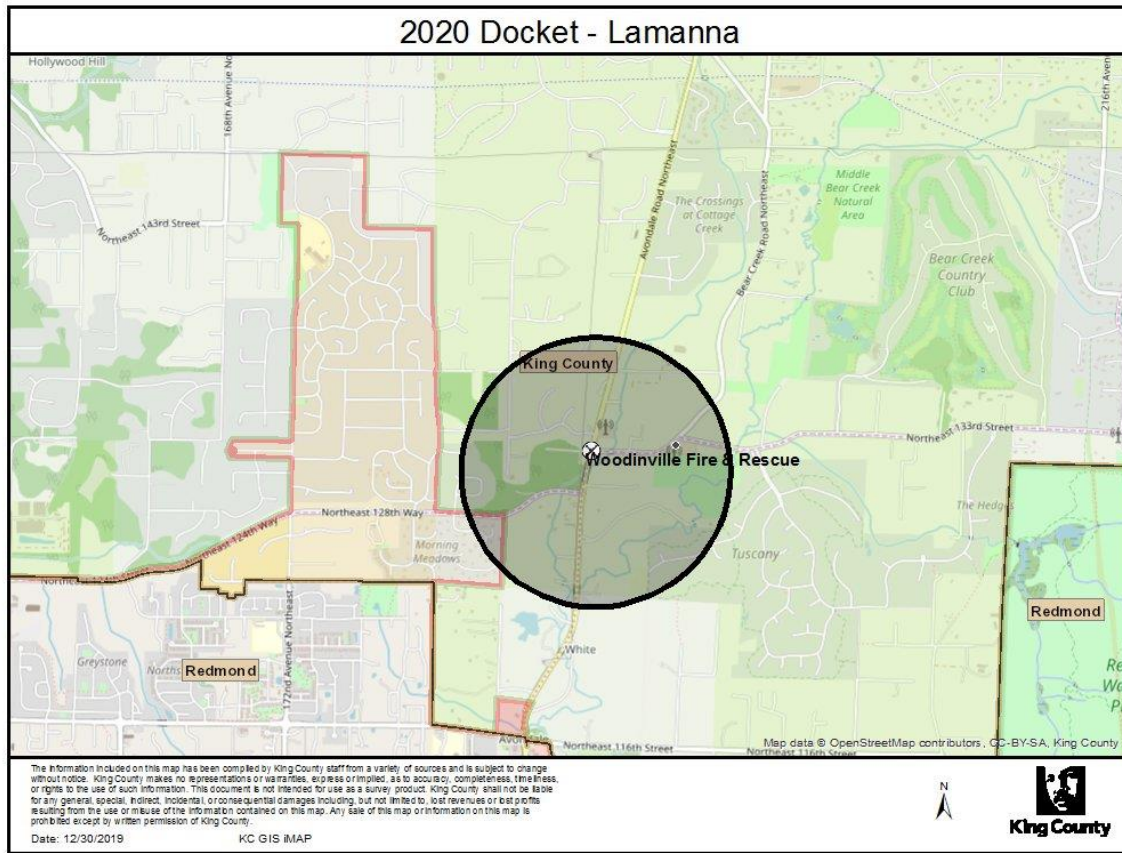 2020 Docket - Lamanna
Hollywood Hill
168th Avenue No
216th Aven
Northeast 143rd Street
Avondale Road Northeast
The Crossings
at Cottage
Creek
Bear Creek Road Northeast
Middle
Bear Creek
Natural
Area
Bear Creek
Country
Club
King County
Northeast 133rd Street
Woodinville Fire & Rescue
The Hedges
Northeast 128th Way
theast 124th Way
Morning
Meadows
Tuscany
Redmond
Northeast 124th
172nd Avenue Northeast
Greystone
Norths
Redmond
White
Re
Wa
P
Northeast 116th Street
Northeast 116th Street
Map data © OpenStreetMap contributors, CC-BY-SA, King County
The information included on this map has been compiled by King County staff from a variety of sources and is subject to change
without notice. King County makes no representations or warranties, express or implied, as to accuracy, completeness, timeliness,
or rights to the use of such information. This document is not intended for use as a survey product. King County shall not be liable
for any general, special, indirect, incidental, or consequential damages including, but not limited to, lost revenues or lost profits
resulting from the use or misuse of the information contained on this map. Any sale of this map or information on this map is
prohibited except by written permission of King County.
Date: 12/30/2019
KC GIS iMAP
N
King County